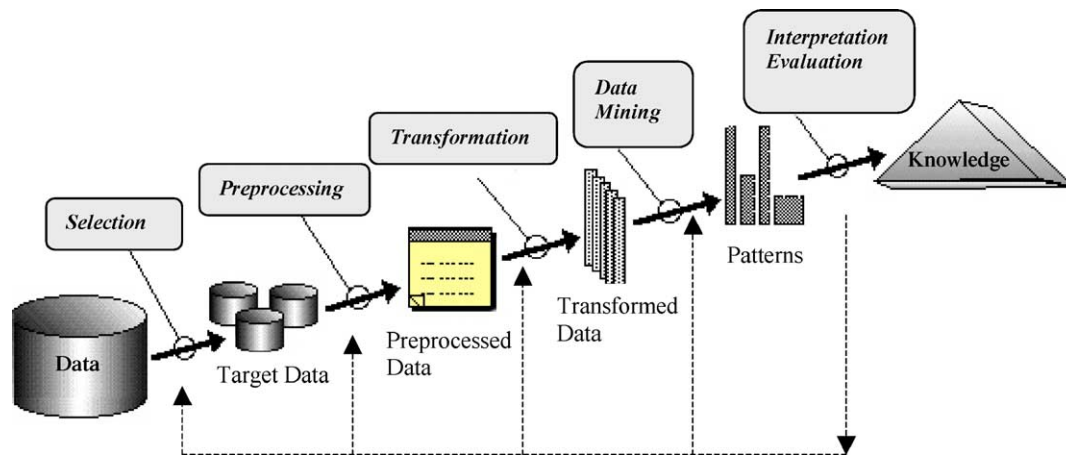 Selection
Preprocessing
Transformation
Data
Mining
Interpretation
Evaluation
Data
Target Data
Preprocessed
Data
Transformed
Data
Patterns
Knowledge